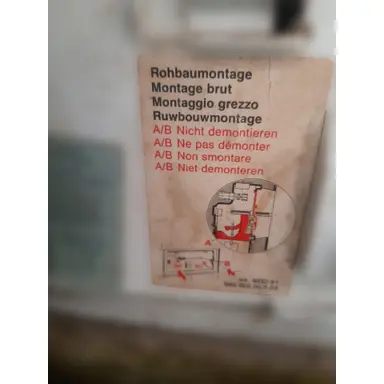 Rohbaumontage
Montage brut
Montaggio grezzo
Ruwbouwmontage
A/B Nicht demontieren
A/B Ne pas démonter
A/B Non smontare
A/B Niet demonteren
A
B